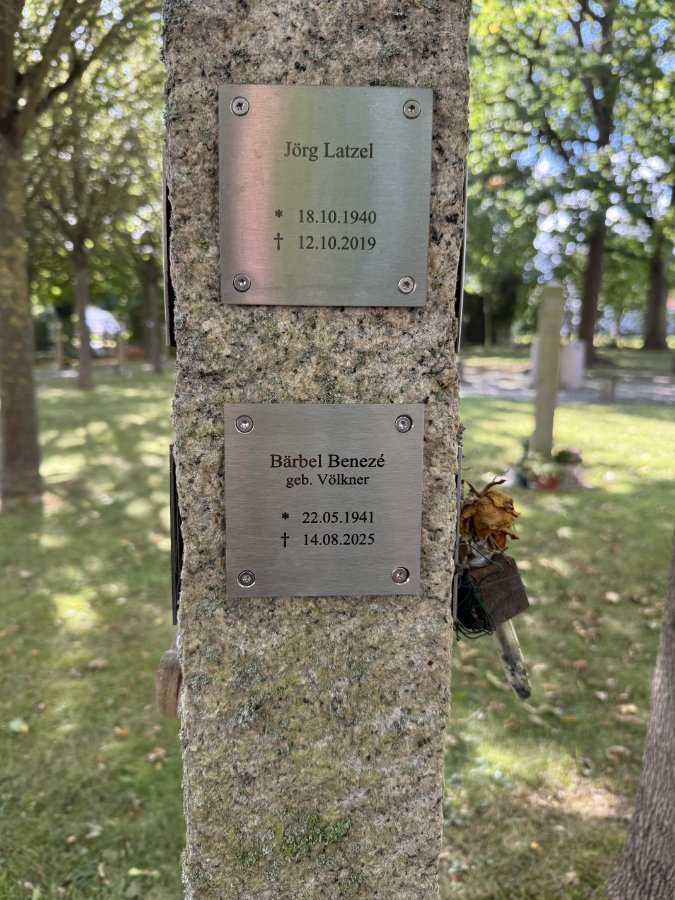 Jörg Latzel
* 18.10.1940
† 12.10.2019
Bärbel Benezé
geb. Völkner
* 22.05.1941
† 14.08.2025